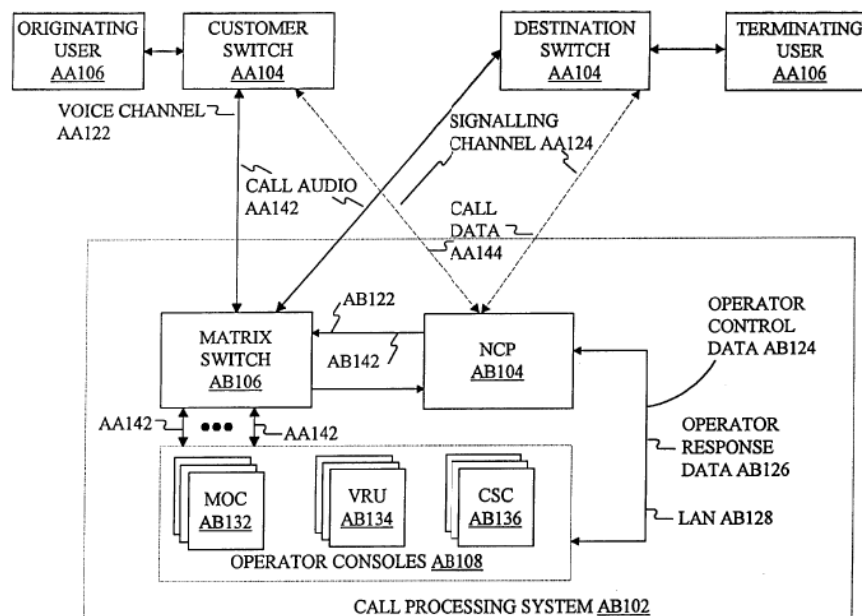 ORIGINATING
USER
AA106
CUSTOMER
SWITCH
AA104
DESTINATION
SWITCH
AA104
TERMINATING
USER
AA106
VOICE CHANNEL
AA122
SIGNALLING
CHANNEL AA124
CALL AUDIO
AA142
CALL
DATA
AA144
AB122
MATRIX
SWITCH
AB106
AB142
NCP
AB104
OPERATOR
CONTROL
DATA AB124
AA142
AA142
OPERATOR
RESPONSE
DATA AB126
MOC
AB132
VRU
AB134
CSC
AB136
LAN AB128
OPERATOR CONSOLES AB108
CALL PROCESSING SYSTEM AB102